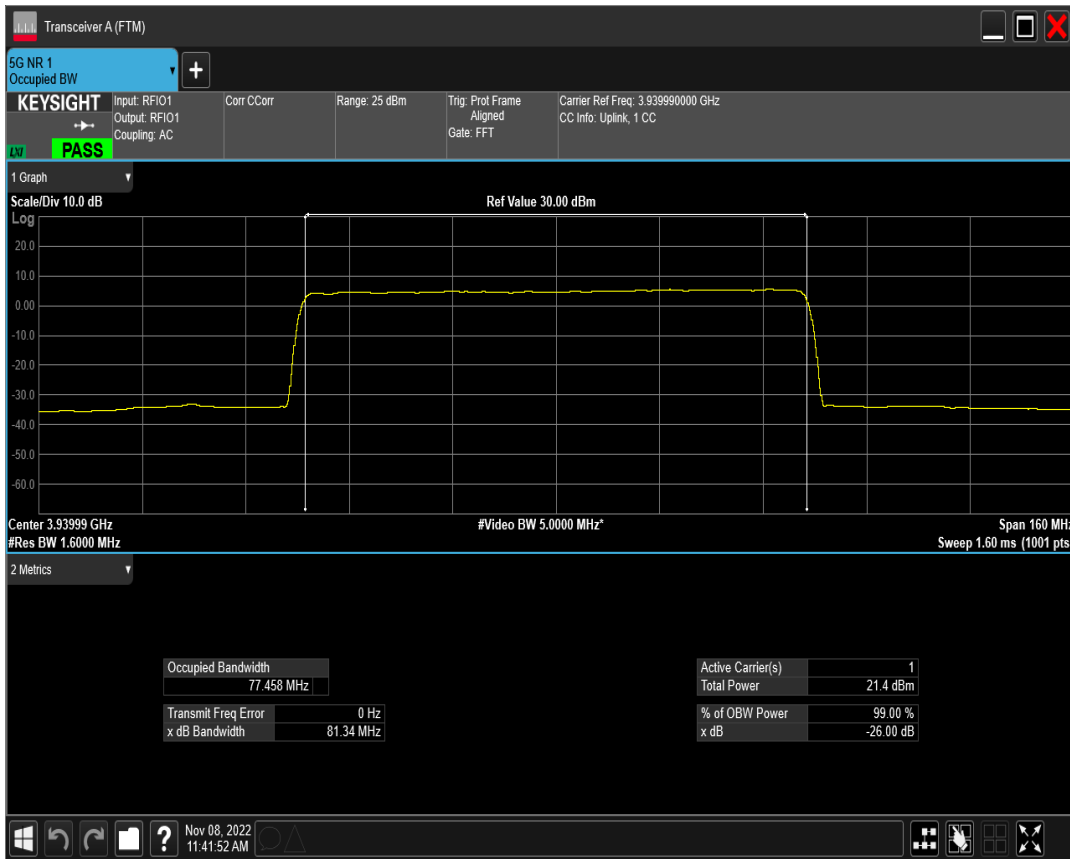 Transceiver A (FTM)
5G NR 1
Occupied BW
KEYSIGHT
LXI
PASS
Input: RFIO1
Output: RFIO1
Coupling: AC
Corr CCorr
Range: 25 dBm
Trig: Prot Frame
Aligned
Gate: FFT
Carrier Ref Freq: 3.939990000 GHz
CC Info: Uplink, 1 CC
1 Graph
Scale/Div 10.0 dB
Ref Value 30.00 dBm
Log
20.0
10.0
0.00
-10.0
-20.0
-30.0
-40.0
-50.0
-60.0
Center 3.93999 GHz
#Video BW 5.0000 MHz*
Span 160 MHz
#Res BW 1.6000 MHz
Sweep 1.60 ms (1001 pts
2 Metrics
Occupied Bandwidth
77.458 MHz
Transmit Freq Error 0 Hz
x dB Bandwidth 81.34 MHz
Active Carrier(s) 1
Total Power 21.4 dBm
% of OBW Power 99.00 %
x dB -26.00 dB
?
Nov 08, 2022
11:41:52 AM